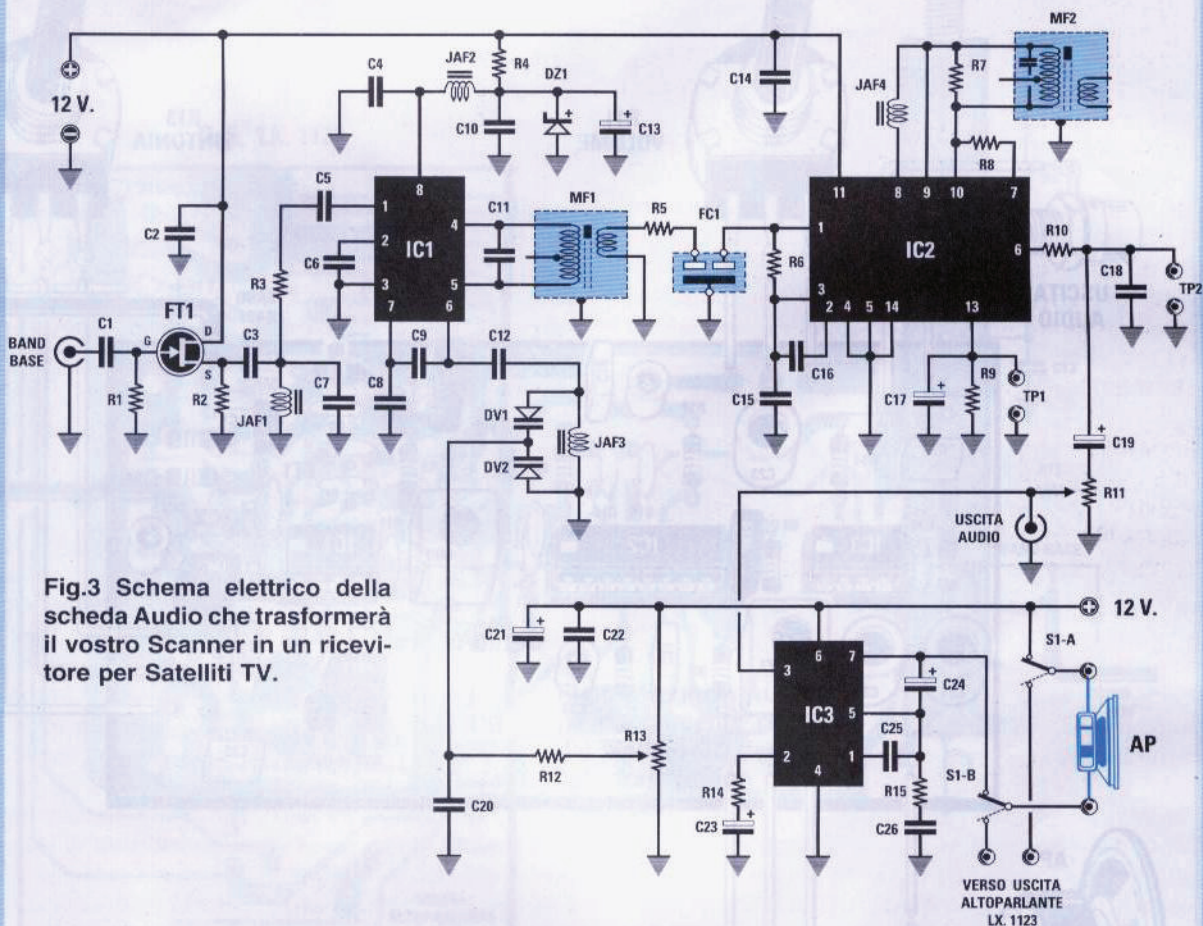 MF2
C4
JAF2
R4
DZ1
C14
JAF4
R7
12 V.
C10
C13
R8
C5
8
11
8
9
10
7
C2
1
4
C11
MF1
R5
FC1
1
R10
2
IC1
R6
IC2
6
C18
C6
3
5
R3
3
TP2
FT1
7
6
2
4
5
14
13
BAND
BASE
C1
G
D
S
C3
C9
C12
R9
R1
R2
C7
C8
C16
C17
TP1
JAF1
DV1
C15
C19
JAF3
DV2
R11
USCITA
AUDIO
Fig.3 Schema elettrico della
scheda Audio che trasformerà
il vostro Scanner in un ricevi-
tore per Satelliti TV.
12 V.
C21
C22
S1-A
3
6
7
C24
IC3
5
R13
C25
AP
2
1
R12
4
S1-B
R14
R15
C20
C23
C26
VERSO USCITA
ALTOPARLANTE
LX. 1123